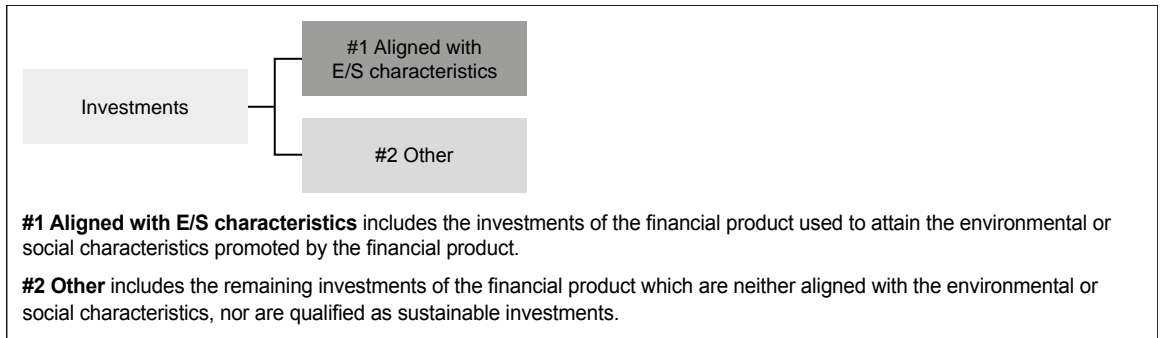 #1 Aligned with
E/S characteristics
Investments
#2 Other
#1 Aligned with E/S characteristics includes the investments of the financial product used to attain the environmental or
social characteristics promoted by the financial product.
#2 Other includes the remaining investments of the financial product which are neither aligned with the environmental or
social characteristics, nor are qualified as sustainable investments.